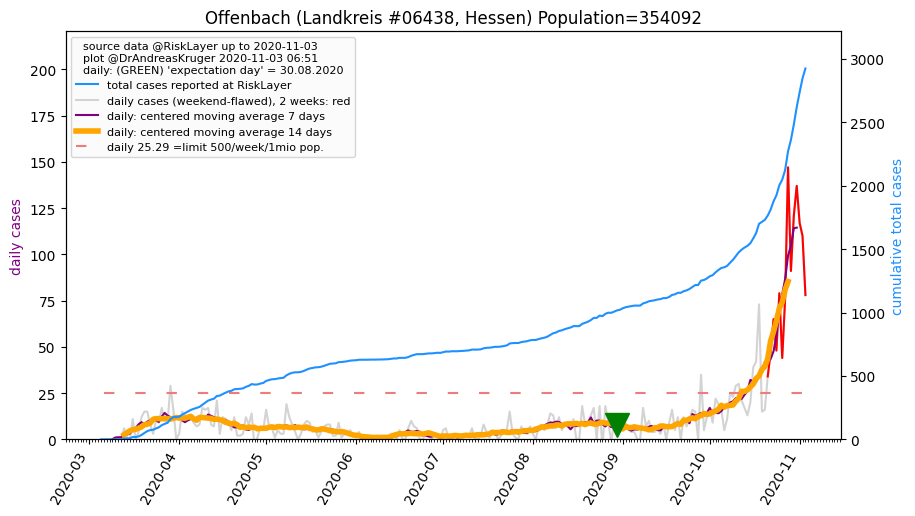 Offenbach (Landkreis #06438, Hessen) Population=354092
source data @RiskLayer up to 2020-11-03
plot @DrAndreasKruger 2020-11-03 06:51
daily: (GREEN) 'expectation day' = 30.08.2020
total cases reported at RiskLayer
daily cases (weekend-flawed), 2 weeks: red
daily: centered moving average 7 days
daily: centered moving average 14 days
daily 25.29 =limit 500/week/1mio pop.
daily cases
200
175
150
125
100
75
50
25
0
3000
2500
2000
1500
1000
500
0
cumulative total cases
2020-03
2020-04
2020-05
2020-06
2020-07
2020-08
2020-09
2020-10
2020-11